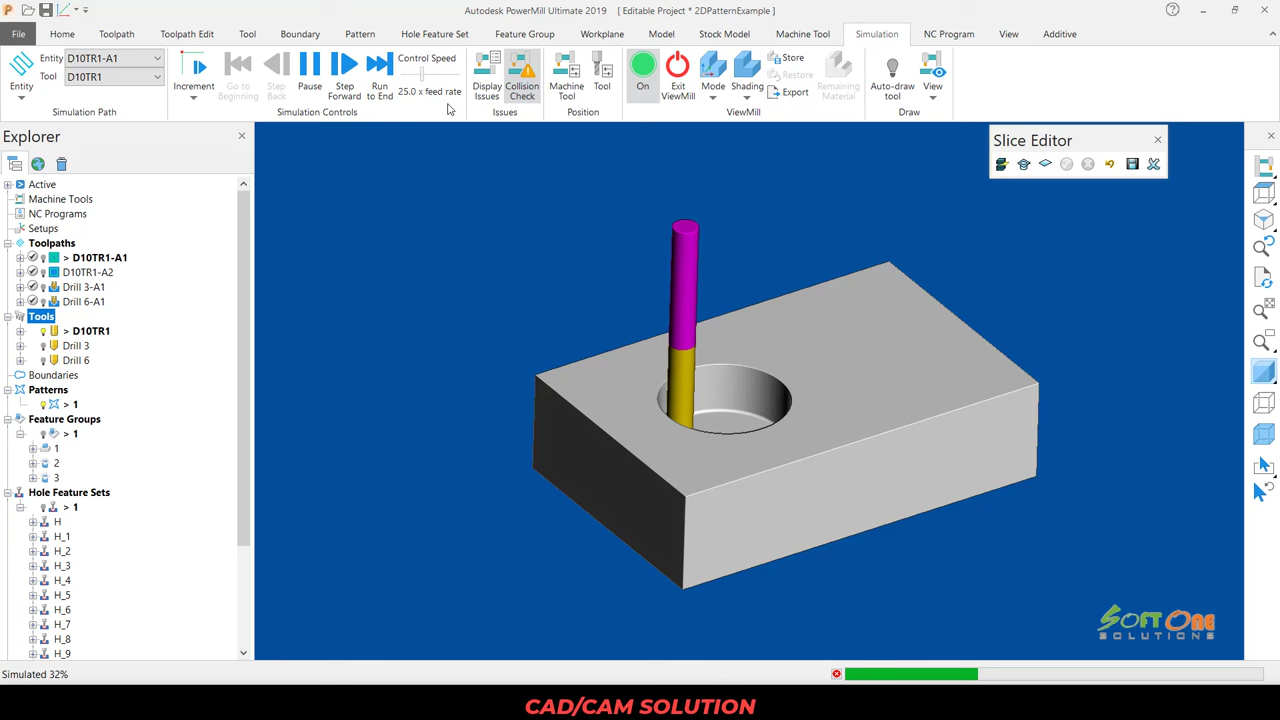 Autodesk PowerMill Ultimate 2019 [ Editable Project * 2DPatternExample ]
File Home Toolpath Toolpath Edit Tool Boundary Pattern Hole Feature Set Feature Group Workplane Model Stock Model Machine Tool Simulation NC Program View Additive
Entity
Entity D10TR1-A1
Tool D10TR1
Simulation Path
Increment
Go to Beginning
Step Back
Pause
Step Forward
Run to End
Control Speed
25.0 x feed rate
Simulation Controls
Display Issues
Collision Check
Issues
Machine Tool
Tool
Position
On
Exit ViewMill
Mode
Shading
Store
Restore
Export
Remaining Material
ViewMill
Auto-draw tool
View
Draw
Explorer
Active
Machine Tools
NC Programs
Setups
Toolpaths
> D10TR1-A1
D10TR1-A2
Drill 3-A1
Drill 6-A1
Tools
> D10TR1
Drill 3
Drill 6
Boundaries
Patterns
> 1
Feature Groups
> 1
1
2
3
Hole Feature Sets
> 1
H
H_1
H_2
H_3
H_4
H_5
H_6
H_7
H_8
H_9
Slice Editor
SOFTONE
SOLUTIONS
Simulated 32%
CAD/CAM SOLUTION